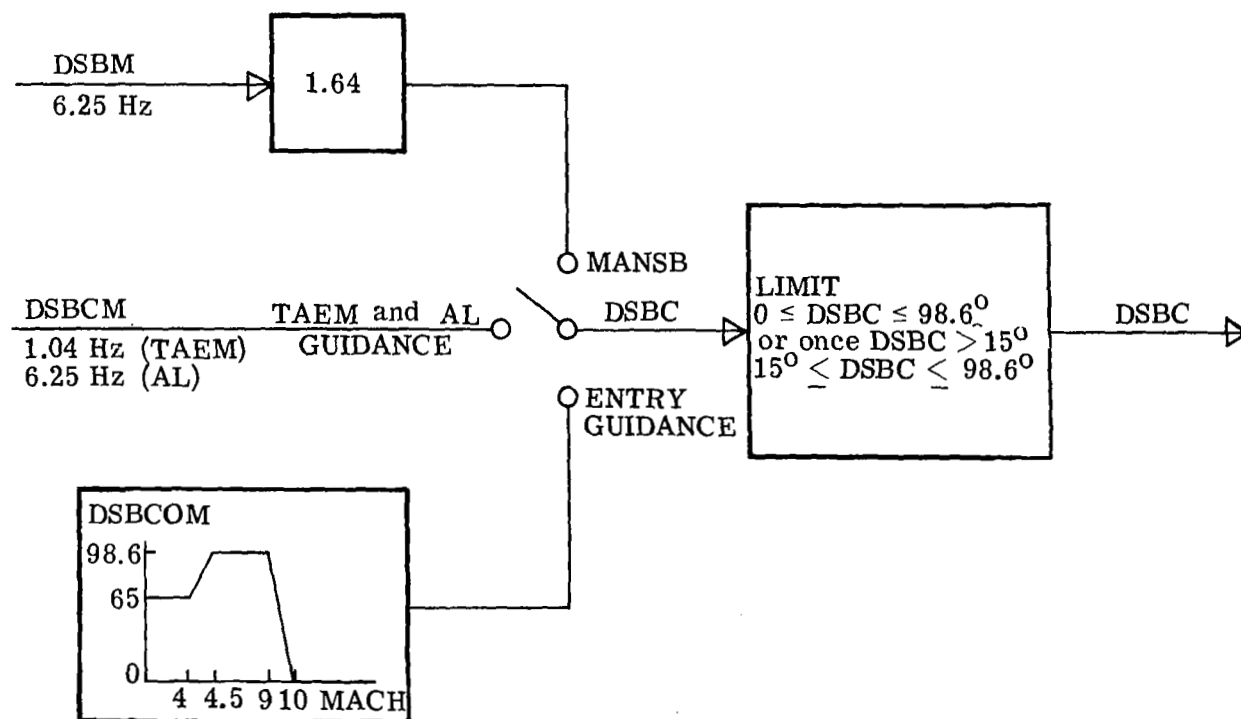 DSBM
6.25 Hz
1.64
MANSB
DSBCM
1.04 Hz (TAEM)
6.25 Hz (AL)
TAEM and AL
GUIDANCE
DSBC
LIMIT
0 ≤ DSBC ≤ 98.6°
or once DSBC > 15°
15° ≤ DSBC ≤ 98.6°
DSBC
ENTRY
GUIDANCE
DSBCOM
98.6
65
0
4 4.5 9 10 MACH